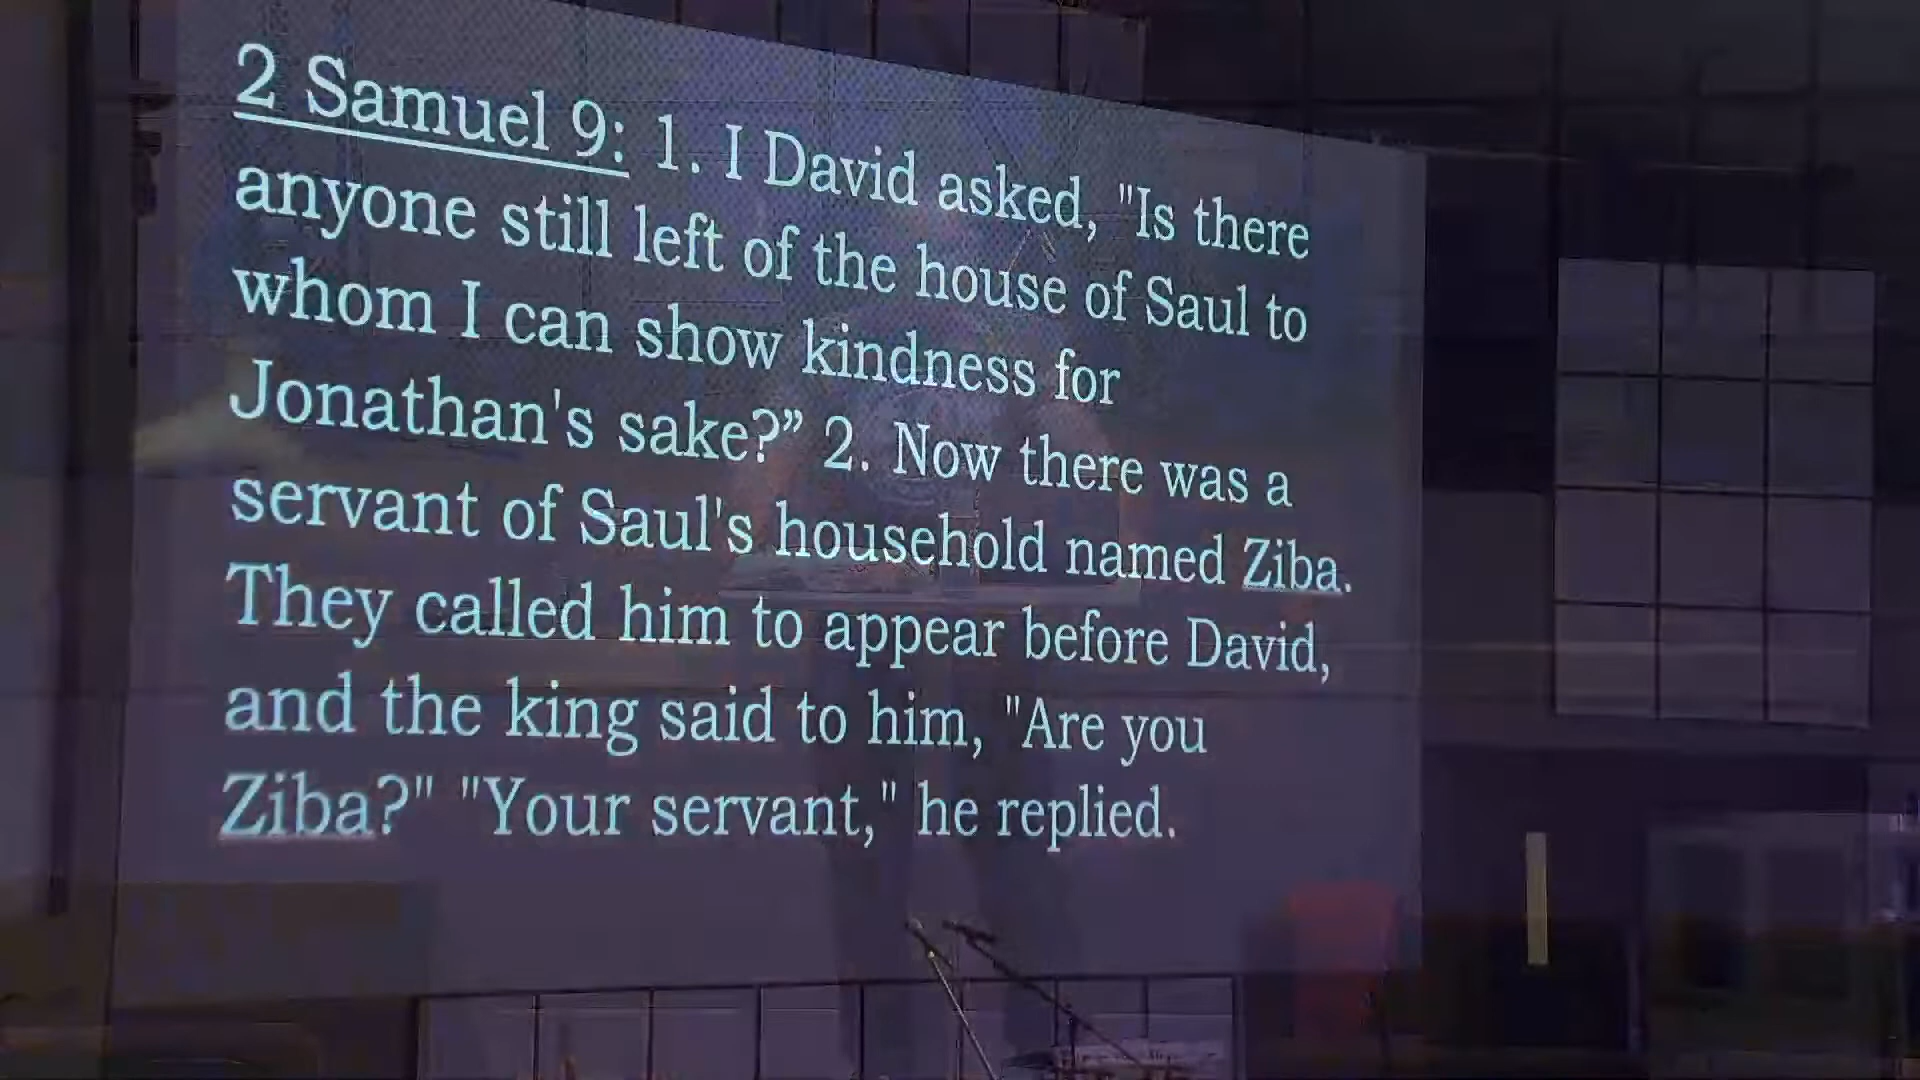 2 Samuel 9: 1. I David asked, "Is there
anyone still left of the house of Saul to
whom I can show kindness for
Jonathan's sake?” 2. Now there was a
servant of Saul's household named Ziba.
They called him to appear before David,
and the king said to him, "Are you
Ziba?" "Your servant," he replied.